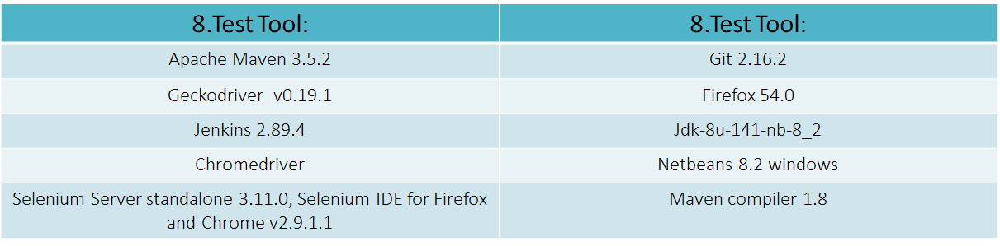 8.Test Tool:
8.Test Tool:
Apache Maven 3.5.2
Git 2.16.2
Geckodriver_v0.19.1
Firefox 54.0
Jenkins 2.89.4
Jdk-8u-141-nb-8_2
Chromedriver
Netbeans 8.2 windows
Selenium Server standalone 3.11.0, Selenium IDE for Firefox
and Chrome v2.9.1.1
Maven compiler 1.8